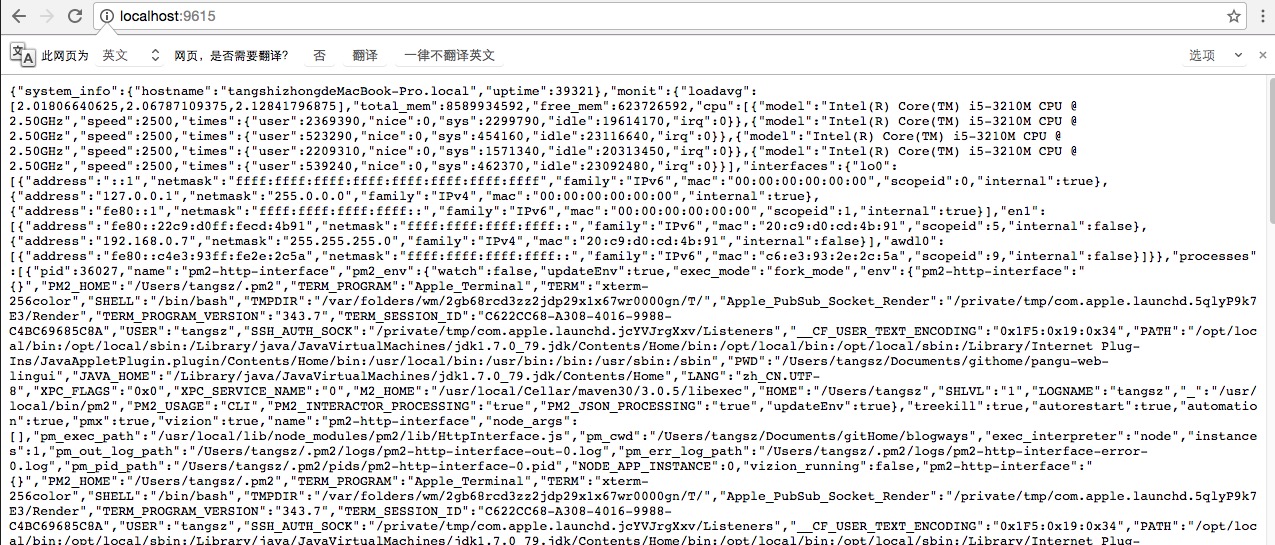 localhost:9615
此网页为 英文 网页，是否需要翻译？ 否 翻译 一律不翻译英文 选项
{"system_info":{"hostname":"tangshizhongdeMacBook-Pro.local","uptime":39321},"monit":{"loadavg":
[2.01806640625,2.06787109375,2.12841796875],"total_mem":8589934592,"free_mem":623726592,"cpu":[{"model":"Intel(R) Core(TM) i5-3210M CPU @
2.50GHz","speed":2500,"times":{"user":2369390,"nice":0,"sys":2299790,"idle":19614170,"irq":0}},{"model":"Intel(R) Core(TM) i5-3210M CPU @
2.50GHz","speed":2500,"times":{"user":523290,"nice":0,"sys":454160,"idle":23116640,"irq":0}},{"model":"Intel(R) Core(TM) i5-3210M CPU @
2.50GHz","speed":2500,"times":{"user":2209310,"nice":0,"sys":1571340,"idle":20313450,"irq":0}},{"model":"Intel(R) Core(TM) i5-3210M CPU @
2.50GHz","speed":2500,"times":{"user":539240,"nice":0,"sys":462370,"idle":23092480,"irq":0}}],"interfaces":{"lo0":
[{"address":"::1","netmask":"ffff:ffff:ffff:ffff:ffff:ffff:ffff:ffff","family":"IPv6","mac":"00:00:00:00:00:00","scopeid":0,"internal":true},
{"address":"127.0.0.1","netmask":"255.0.0.0","family":"IPv4","mac":"00:00:00:00:00:00","internal":true},
{"address":"fe80::1","netmask":"ffff:ffff:ffff:ffff::","family":"IPv6","mac":"00:00:00:00:00:00","scopeid":1,"internal":true}],"en1":
[{"address":"fe80::22c9:d0ff:fecd:4b91","netmask":"ffff:ffff:ffff:ffff::","family":"IPv6","mac":"20:c9:d0:cd:4b:91","scopeid":5,"internal":false},
{"address":"192.168.0.7","netmask":"255.255.255.0","family":"IPv4","mac":"20:c9:d0:cd:4b:91","internal":false}],"awdl0":
[{"address":"fe80::c4e3:93ff:fe2e:2c5a","netmask":"ffff:ffff:ffff:ffff::","family":"IPv6","mac":"c6:e3:93:2e:2c:5a","scopeid":9,"internal":false}]}},"processes"
:[{"pid":36027,"name":"pm2-http-interface","pm2_env":{"watch":false,"updateEnv":true,"exec_mode":"fork_mode","env":{"pm2-http-interface":"
{}","PM2_HOME":"/Users/tangsz/.pm2","TERM_PROGRAM":"Apple_Terminal","TERM":"xterm-
256color","SHELL":"/bin/bash","TMPDIR":"/var/folders/wm/2gb68rcd3zz2jdp29x1x67wr0000gn/T/","Apple_PubSub_Socket_Render":"/private/tmp/com.apple.launchd.5qlyP9k7
E3/Render","TERM_PROGRAM_VERSION":"343.7","TERM_SESSION_ID":"C622CC68-A308-4016-9988-
C4BC69685C8A","USER":"tangsz","SSH_AUTH_SOCK":"/private/tmp/com.apple.launchd.jcYVJrgXxv/Listeners","__CF_USER_TEXT_ENCODING":"0x1F5:0x19:0x34","PATH":"/opt/loc
al/bin:/opt/local/sbin:/Library/java/JavaVirtualMachines/jdk1.7.0_79.jdk/Contents/Home/bin:/opt/local/bin:/opt/local/sbin:/Library/Internet Plug-
Ins/JavaAppletPlugin.plugin/Contents/Home/bin:/usr/local/bin:/usr/bin:/bin:/usr/sbin:/sbin","PWD":"/Users/tangsz/Documents/githome/pangu-web-
lingui","JAVA_HOME":"/Library/java/JavaVirtualMachines/jdk1.7.0_79.jdk/Contents/Home","LANG":"zh_CN.UTF-
8","XPC_FLAGS":"0x0","XPC_SERVICE_NAME":"0","M2_HOME":"/usr/local/Cellar/maven30/3.0.5/libexec","HOME":"/Users/tangsz","SHLVL":"1","LOGNAME":"tangsz","_":"/usr/
local/bin/pm2","PM2_USAGE":"CLI","PM2_INTERACTOR_PROCESSING":"true","PM2_JSON_PROCESSING":"true","updateEnv":true},"treekill":true,"autorestart":true,"automatio
n":true,"pmx":true,"vizion":true,"name":"pm2-http-interface","node_args":
[],"pm_exec_path":"/usr/local/lib/node_modules/pm2/lib/HttpInterface.js","pm_cwd":"/Users/tangsz/Documents/gitHome/blogways","exec_interpreter":"node","instance
s":1,"pm_out_log_path":"/Users/tangsz/.pm2/logs/pm2-http-interface-out-0.log","pm_err_log_path":"/Users/tangsz/.pm2/logs/pm2-http-interface-error-
0.log","pm_pid_path":"/Users/tangsz/.pm2/pids/pm2-http-interface-0.pid","NODE_APP_INSTANCE":0,"vizion_running":false,"pm2-http-interface":"
{}","PM2_HOME":"/Users/tangsz/.pm2","TERM_PROGRAM":"Apple_Terminal","TERM":"xterm-
256color","SHELL":"/bin/bash","TMPDIR":"/var/folders/wm/2gb68rcd3zz2jdp29x1x67wr0000gn/T/","Apple_PubSub_Socket_Render":"/private/tmp/com.apple.launchd.5qlyP9k7
E3/Render","TERM_PROGRAM_VERSION":"343.7","TERM_SESSION_ID":"C622CC68-A308-4016-9988-
C4BC69685C8A","USER":"tangsz","SSH_AUTH_SOCK":"/private/tmp/com.apple.launchd.jcYVJrgXxv/Listeners","__CF_USER_TEXT_ENCODING":"0x1F5:0x19:0x34","PATH":"/opt/loc
al/bin:/opt/local/sbin:/Library/java/JavaVirtualMachines/jdk1.7.0_79.jdk/Contents/Home/bin:/opt/local/bin:/opt/local/sbin:/Library/Internet Plug-